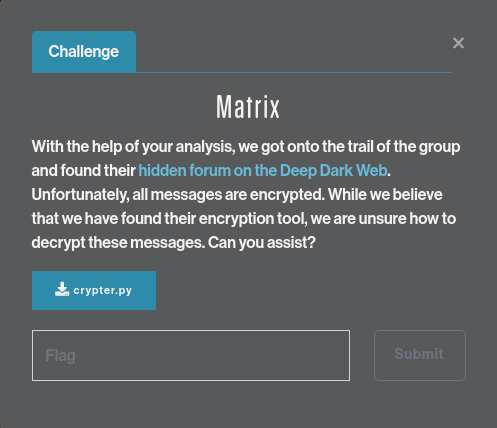 Challenge
×
Matrix
With the help of your analysis, we got onto the trail of the group
and found their hidden forum on the Deep Dark Web.
Unfortunately, all messages are encrypted. While we believe
that we have found their encryption tool, we are unsure how to
decrypt these messages. Can you assist?
crypter.py
Flag
Submit